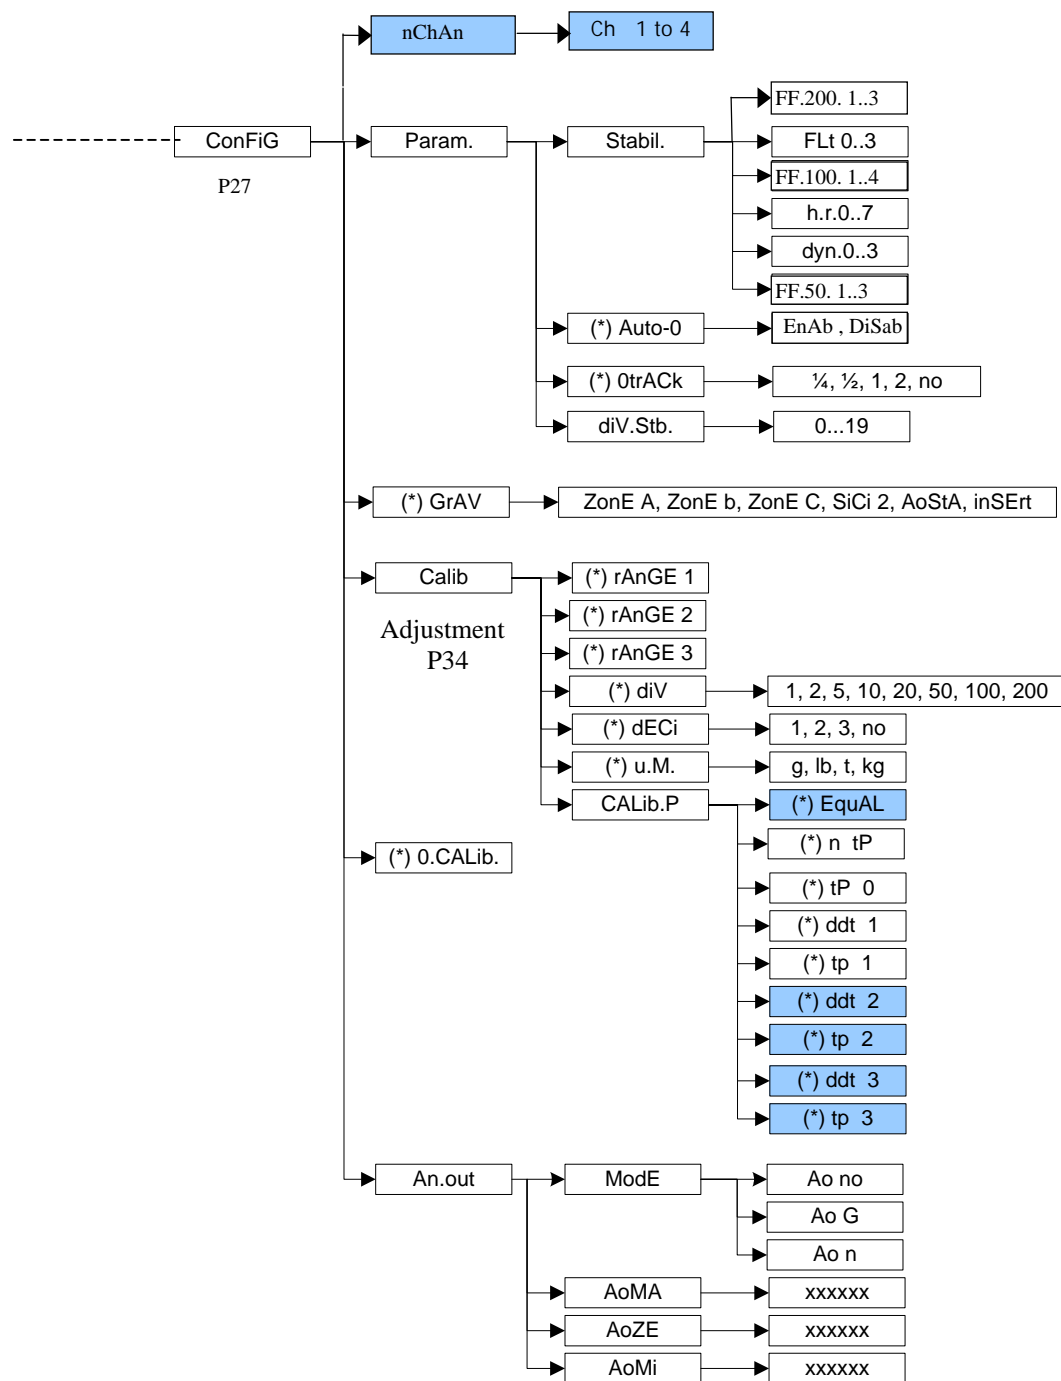 nChAn
Ch 1 to 4
FF.200. 1..3
ConFiG
Param.
Stabil.
FLt 0..3
P27
FF.100. 1..4
h.r.0..7
dyn.0..3
FF.50. 1..3
(*) Auto-0
EnAb , DiSab
(*) 0trACk
¼, ½, 1, 2, no
diV.Stb.
0...19
(*) GrAV
ZonE A, ZonE b, ZonE C, SiCi 2, AoStA, inSErt
Calib
(*) rAnGE 1
Adjustment
P34
(*) rAnGE 2
(*) rAnGE 3
(*) diV
1, 2, 5, 10, 20, 50, 100, 200
(*) dECi
1, 2, 3, no
(*) u.M.
g, lb, t, kg
CALib.P
(*) EquAL
(*) n tP
(*) 0.CALib.
(*) tP 0
(*) ddt 1
(*) tp 1
(*) ddt 2
(*) tp 2
(*) ddt 3
(*) tp 3
An.out
ModE
Ao no
Ao G
Ao n
AoMA
xxxxxx
AoZE
xxxxxx
AoMi
xxxxxx